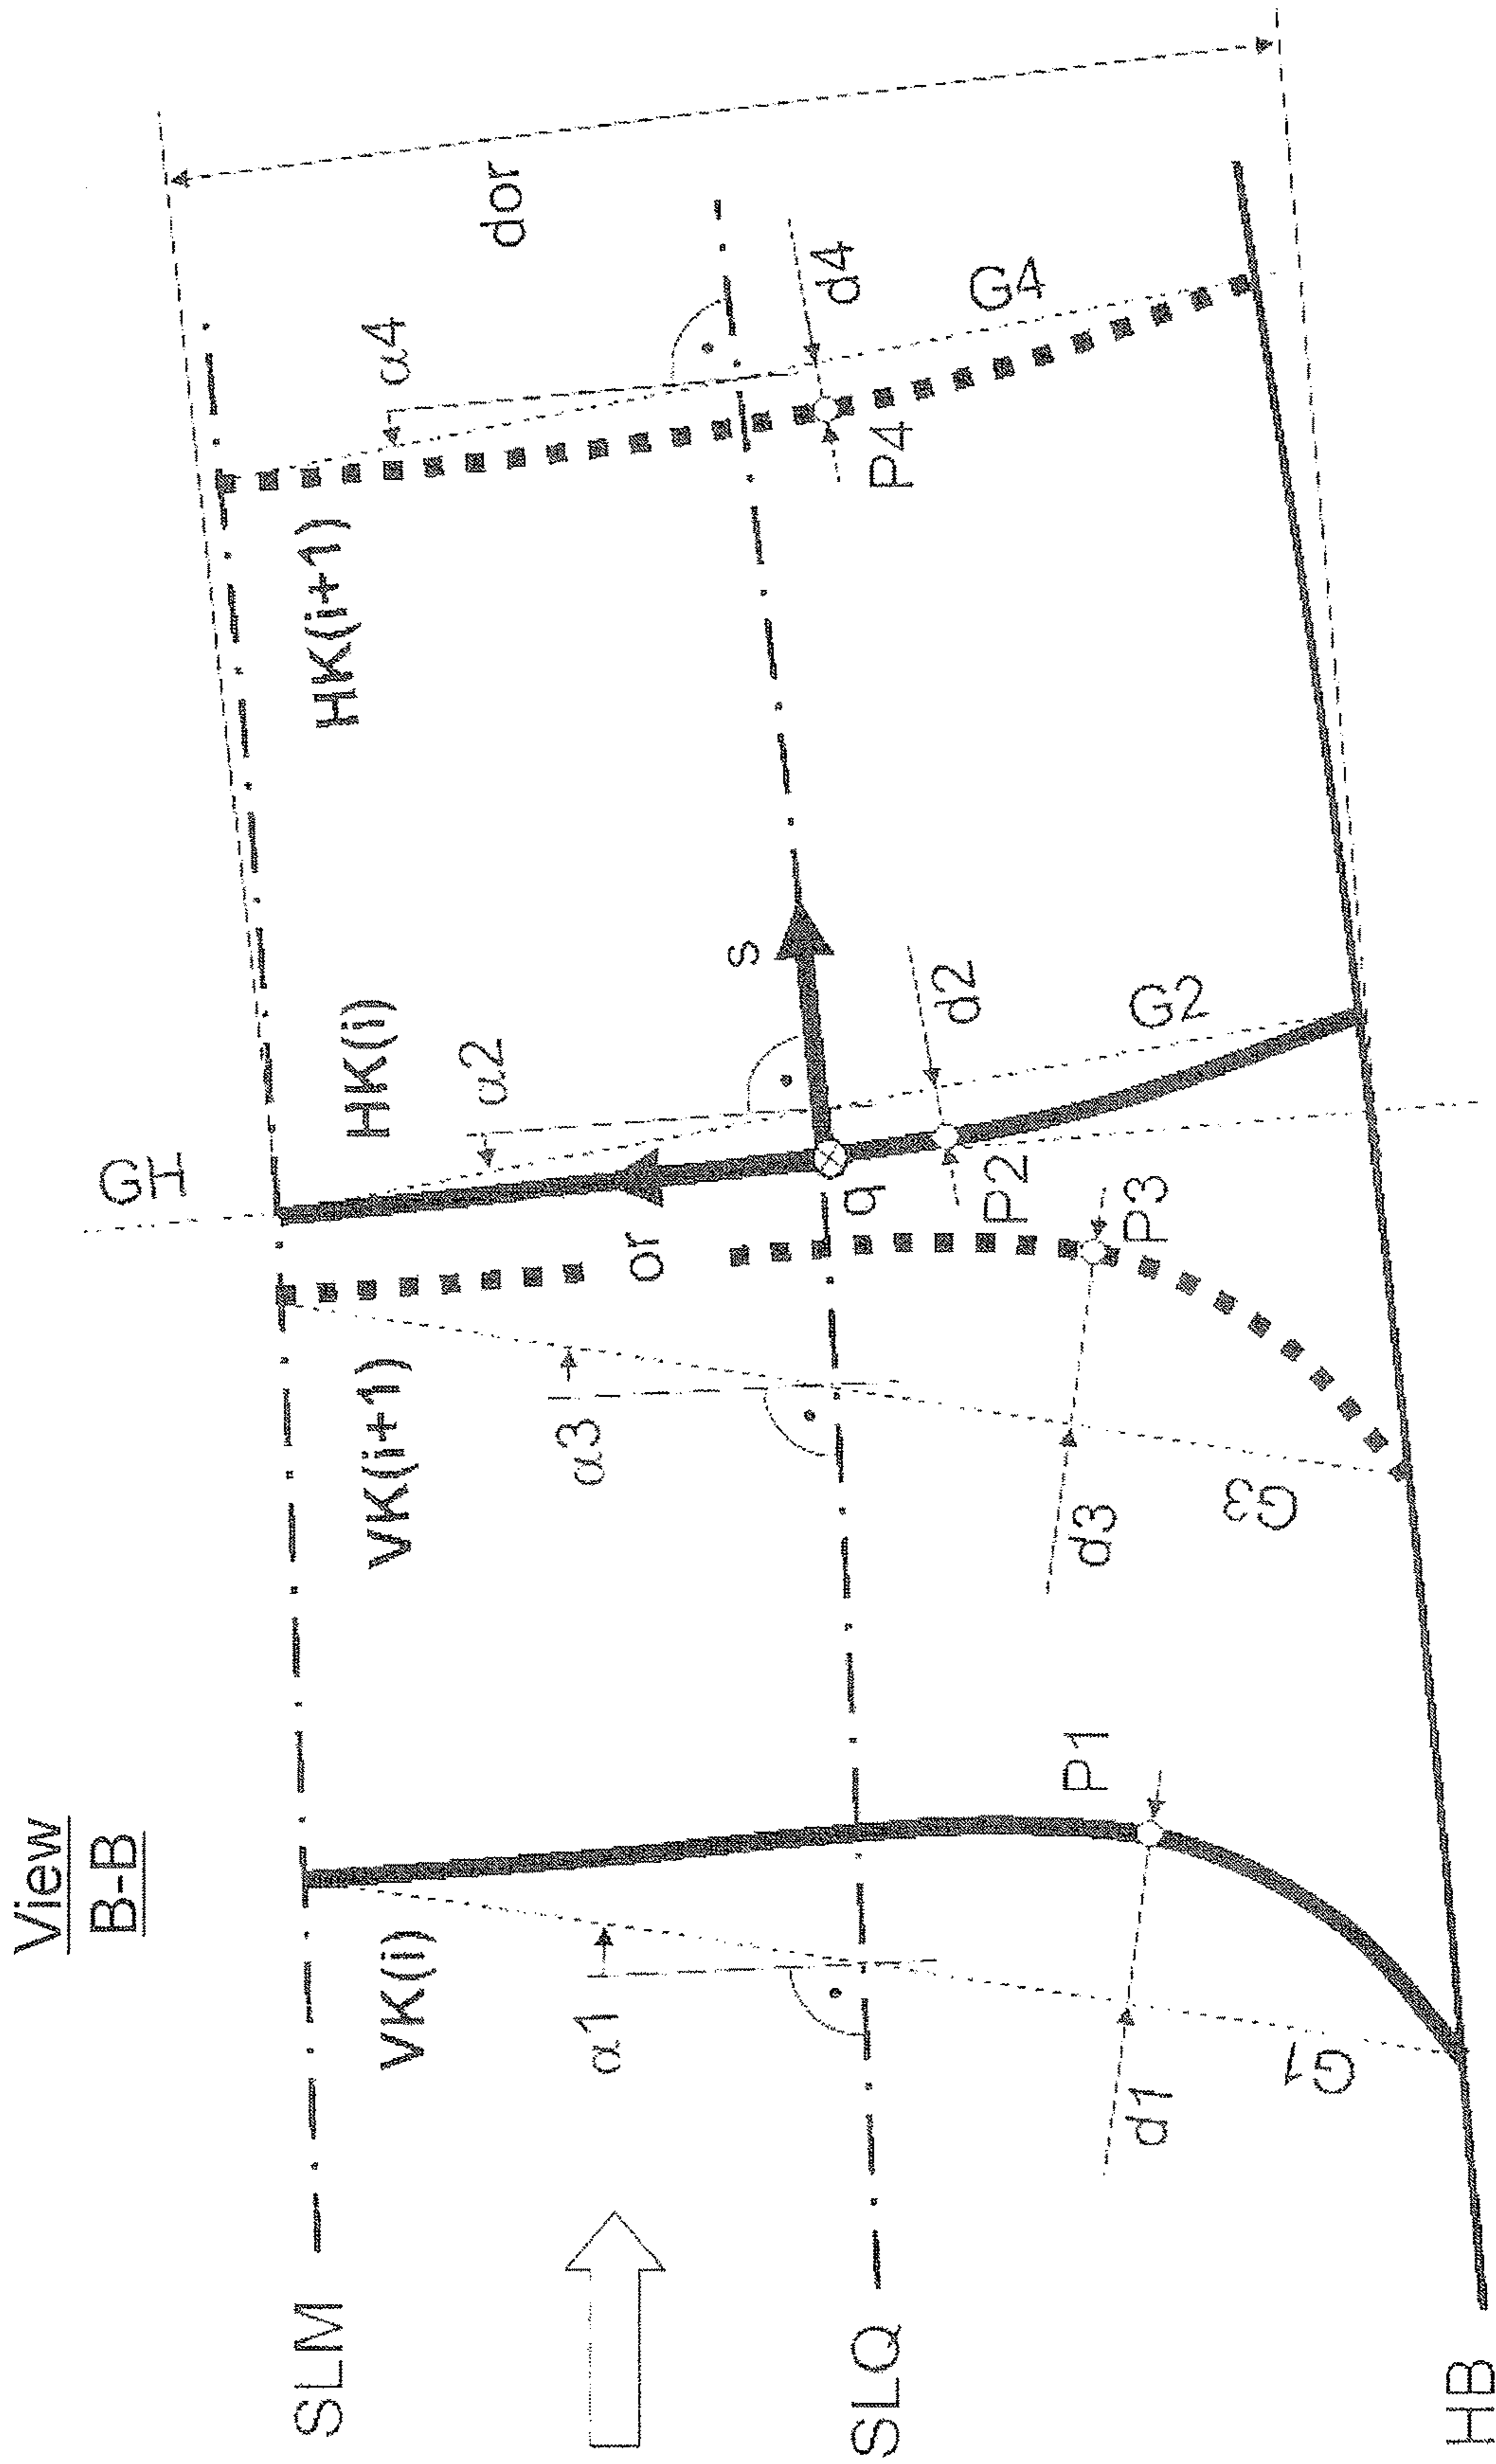 View
B-B
GH
SLM
VK(i)
VK(i+1)
HK(i)
HK(i+1)
α1
α3
α2
α4
or
dor
s
q
SLQ
P1
P2
P3
P4
d1
d2
d3
d4
G1
G2
G3
G4
HB